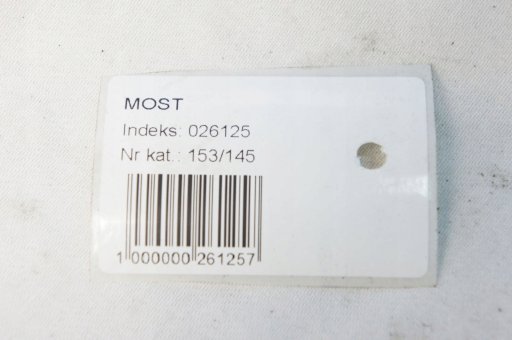 MOST
Indeks: 026125
Nr kat.: 153/145
1 000000 261257